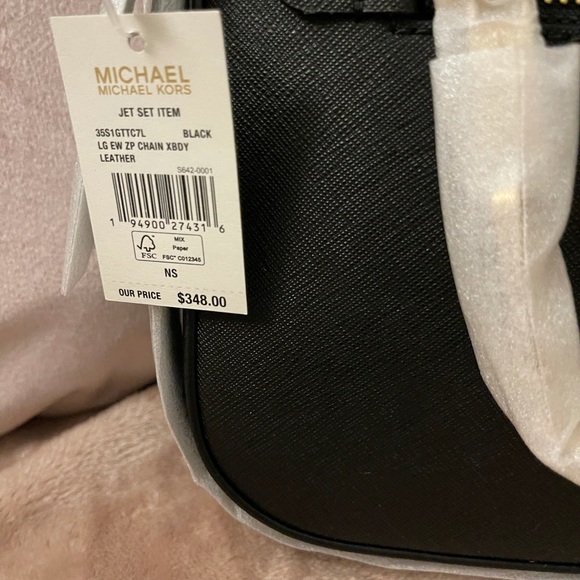 MICHAEL
MICHAEL KORS
JET SET ITEM
35S1GTTC7L BLACK
LG EW ZP CHAIN XBDY
LEATHER
S642-0001
1 94900 27431 6
FSC
MIX
Paper
FSC® C012345
NS
OUR PRICE $348.00